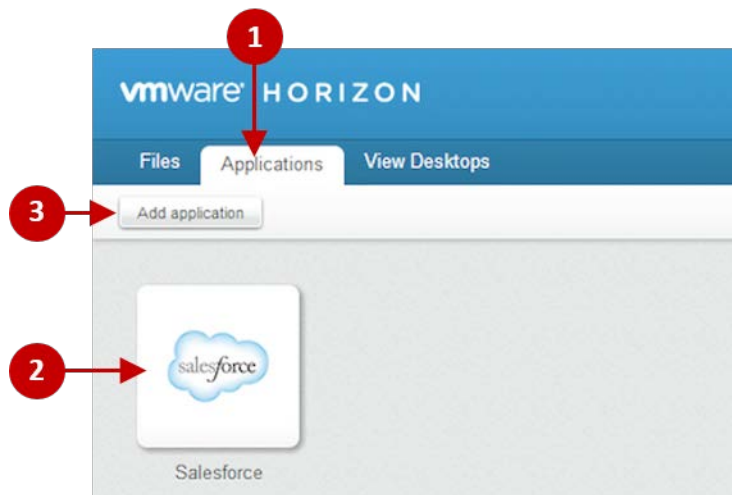 1
vmware® HORIZON
Files Applications View Desktops
3 Add application
2
salesforce
Salesforce